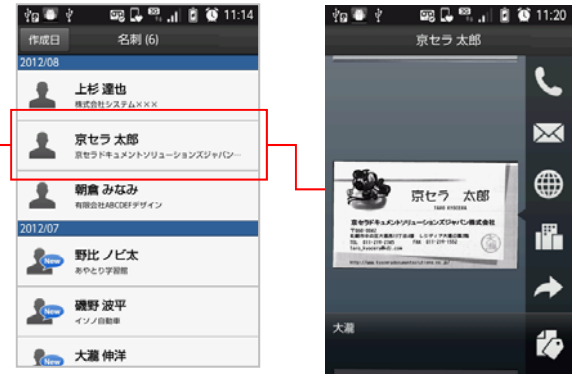 11:14
作成日
名刺 (6)
2012/08
上杉 達也
株式会社システム×××
京セラ 太郎
京セラドキュメントソリューションズジャパン…
朝倉 みなみ
有限会社ABCDEFデザイン
2012/07
New
野比 ノビ太
あやとり学習館
New
磯野 波平
イソノ自動車
New
大瀧 伸洋
11:20
京セラ 太郎
京セラ 太郎
TARO KYOCERA
京セラドキュメントソリューションズジャパン株式会社
大瀧